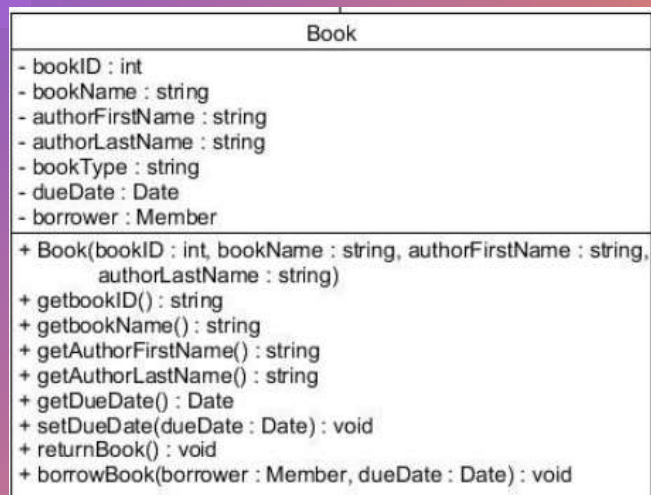 Book
- bookID : int
- bookName : string
- authorFirstName : string
- authorLastName : string
- bookType : string
- dueDate : Date
- borrower : Member
+ Book(bookID : int, bookName : string, authorFirstName : string,
authorLastName : string)
+ getbookID() : string
+ getbookName() : string
+ getAuthorFirstName() : string
+ getAuthorLastName() : string
+ getDueDate() : Date
+ setDueDate(dueDate : Date) : void
+ returnBook() : void
+ borrowBook(borrower : Member, dueDate : Date) : void